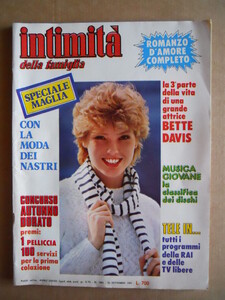 intimità
della famiglia
ROMANZO
D'AMORE
COMPLETO
SPECIALE
MAGLIA
CON
LA MODA
DEI
NASTRI
la 3ª parte
della vita
di una
grande
attrice
BETTE
DAVIS
MUSICA
GIOVANE
la
classifica
dei dischi
CONCORSO
AUTUNNO
DORATO
premi:
1 PELLICCIA
100 servizi
per la prima
colazione
TELE IN...
tutti i
programmi
della RAI
e delle
TV libere
L. 700